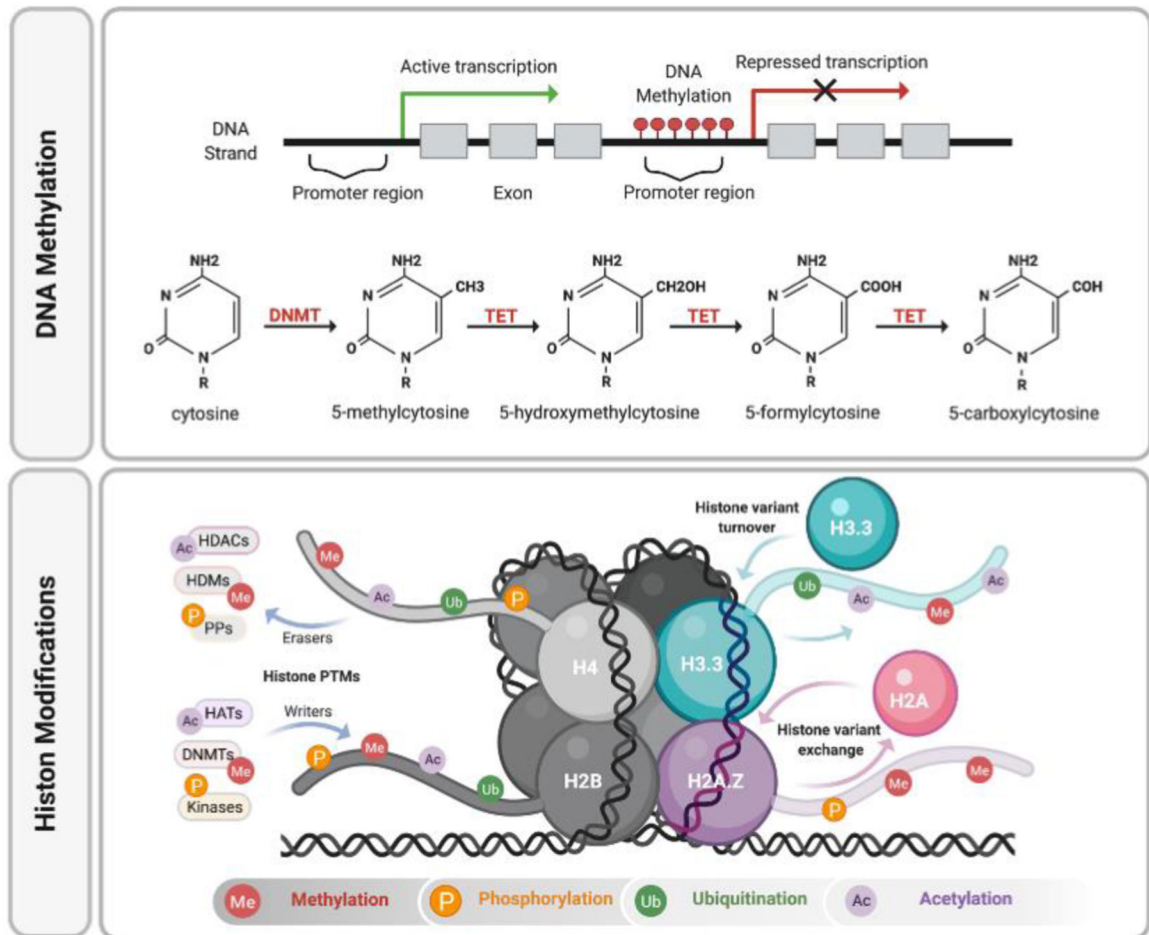 DNA Methylation
Active transcription
DNA
Methylation
Repressed transcription
DNA
Strand
Promoter region
Exon
Promoter region
NH2
N
O
N
R
cytosine
DNMT
NH2
CH3
N
O
N
R
5-methylcytosine
TET
NH2
CH2OH
N
O
N
R
5-hydroxymethylcytosine
TET
NH2
COOH
N
O
N
R
5-formylcytosine
TET
NH2
COH
N
O
N
R
5-carboxylcytosine
Histon Modifications
Ac HDACs
HDMs Me
P PPs
Erasers
Histone PTMs
Writers
Ac HATs
DNMTs Me
P
Kinases
Me
Ac
Ub
P
H4
P
Me
Ac
Ub
H2B
Histone variant
turnover
H3.3
H3.3
Ub
Ac
Me
Ac
H2A
Histone variant
exchange
H2A.Z
P
Me
Me
Me Methylation
P Phosphorylation
Ub Ubiquitination
Ac Acetylation